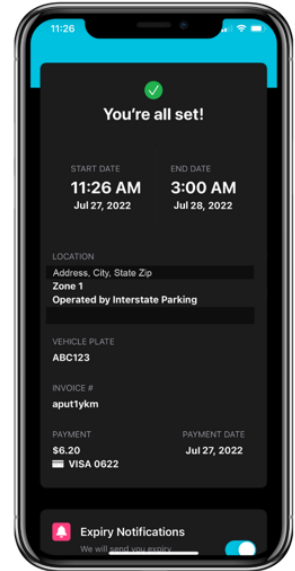 11:26
You're all set!
START DATE
END DATE
11:26 AM
3:00 AM
Jul 27, 2022
Jul 28, 2022
LOCATION
Address, City, State Zip
Zone 1
Operated by Interstate Parking
VEHICLE PLATE
ABC123
INVOICE #
aput1ykm
PAYMENT
PAYMENT DATE
$6.20
Jul 27, 2022
VISA 0622
Expiry Notifications
We will send you expiry